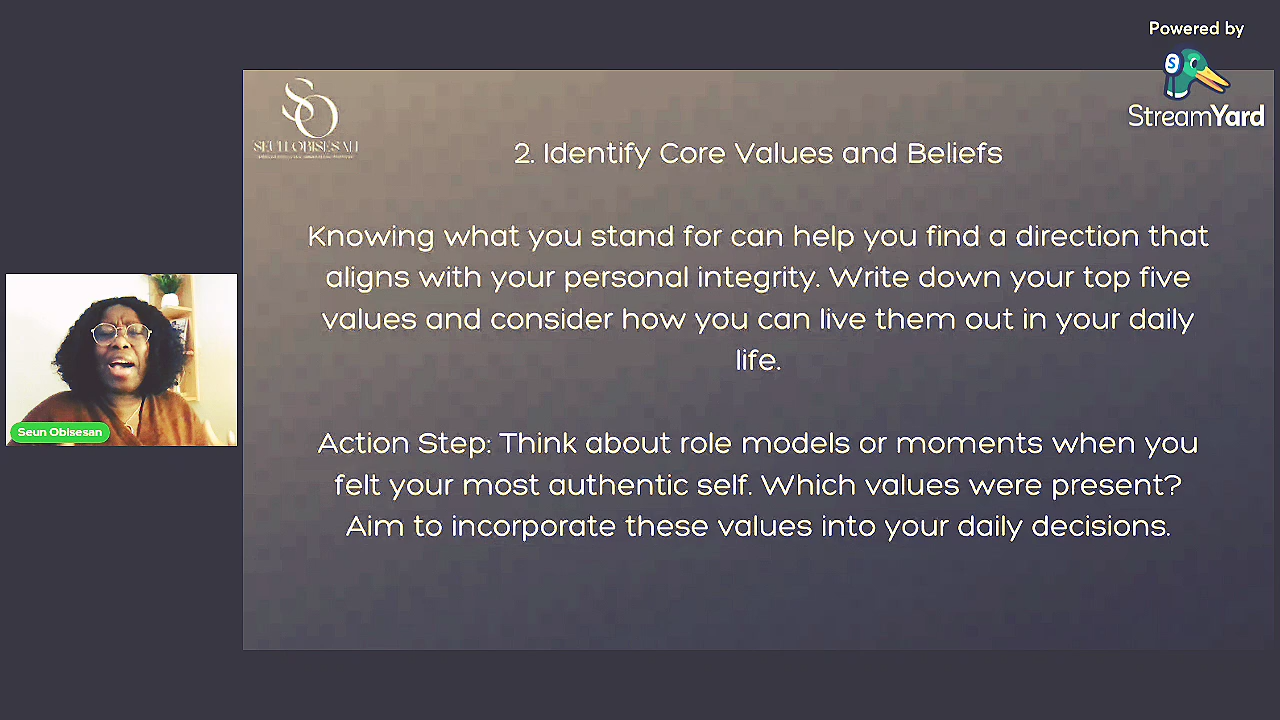 Powered by
StreamYard
SO
SEUN OBISESAN
2. Identify Core Values and Beliefs
Knowing what you stand for can help you find a direction that
aligns with your personal integrity. Write down your top five
values and consider how you can live them out in your daily
life.
Action Step: Think about role models or moments when you
felt your most authentic self. Which values were present?
Aim to incorporate these values into your daily decisions.
Seun Obisesan